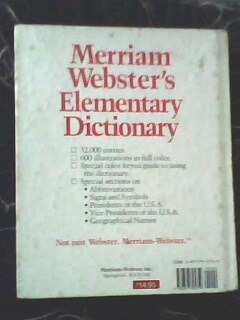 Merriam
Webster's
Elementary
Dictionary
32,000 entries
600 illustrations in full color
Special color-keyed guide to using
the dictionary
Special sections on
• Abbreviations
• Signs and Symbols
• Presidents of the U.S.A.
• Vice Presidents of the U.S.A.
• Geographical Names
Not just Webster. Merriam-Webster.™
Merriam-Webster Inc.
$14.95